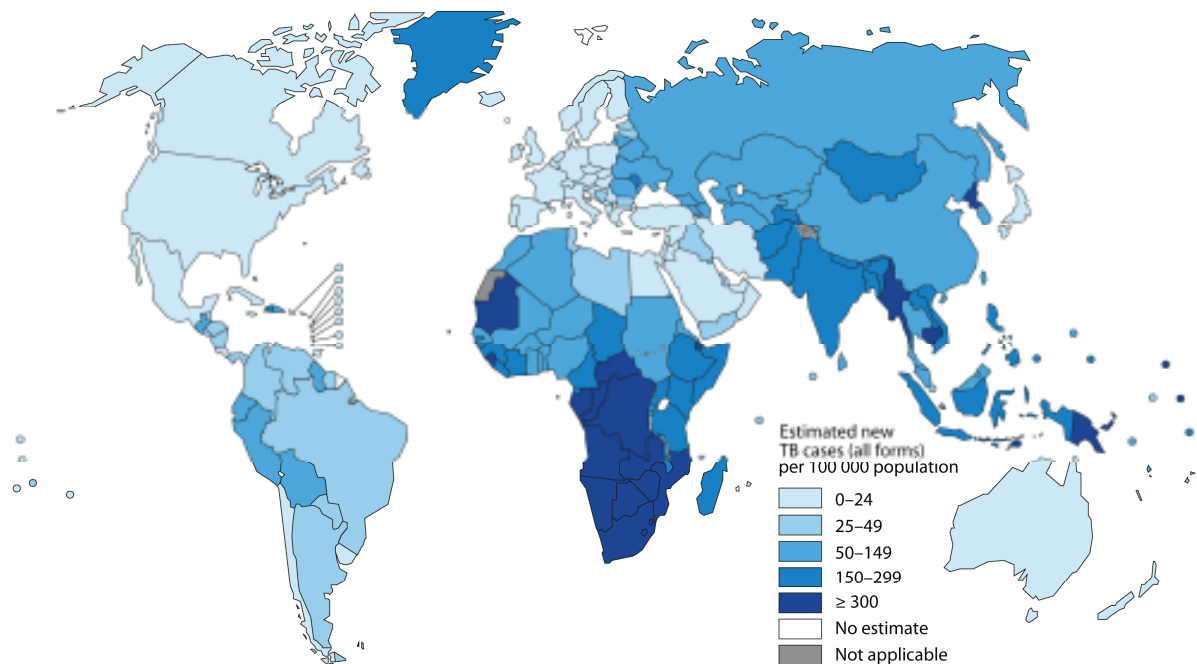 Estimated new
TB cases (all forms)
per 100 000 population
0–24
25–49
50–149
150–299
≥ 300
No estimate
Not applicable